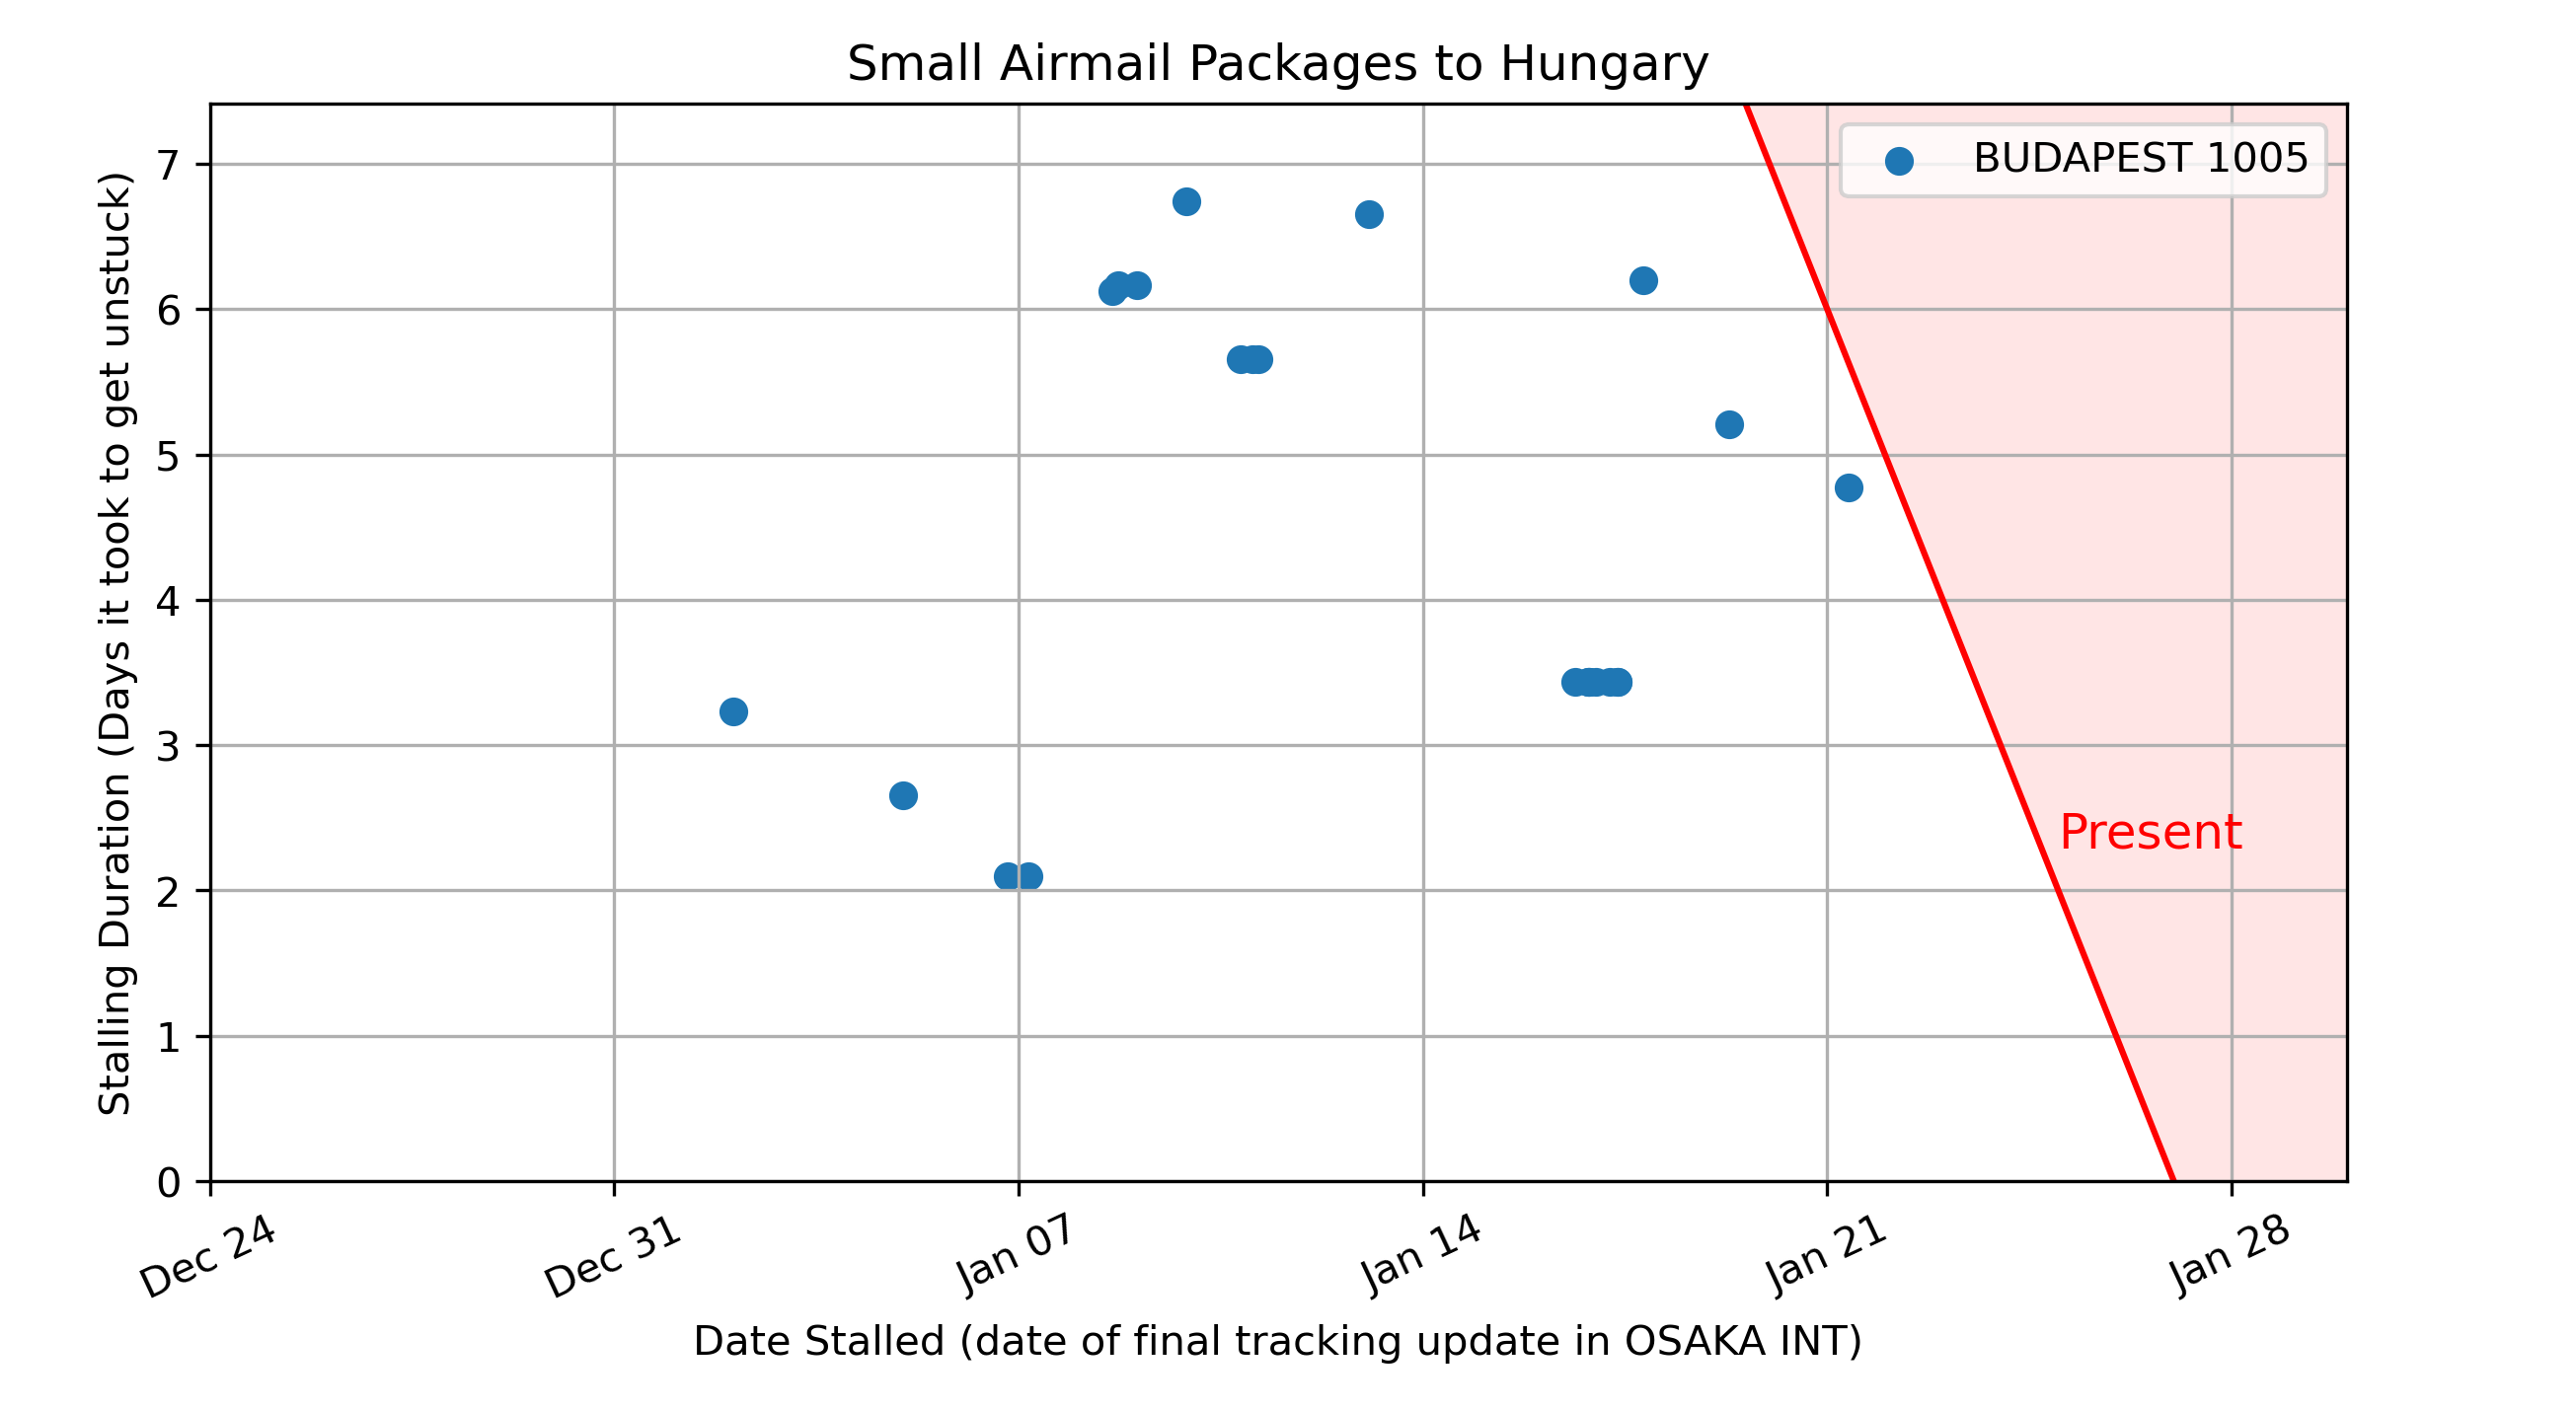 Small Airmail Packages to Hungary
BUDAPEST 1005
Stalling Duration (Days it took to get unstuck)
7
6
5
4
3
2
1
0
Present
Dec 24
Dec 31
Jan 07
Jan 14
Jan 21
Jan 28
Date Stalled (date of final tracking update in OSAKA INT)